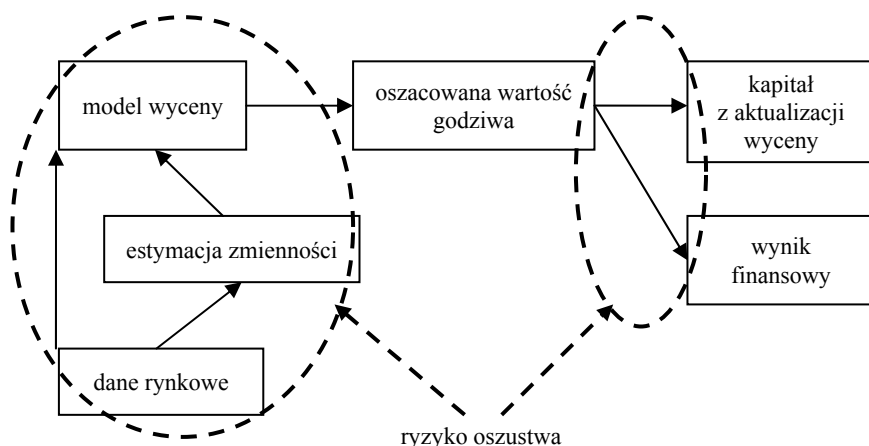 model wyceny
oszacowana wartość
godziwa
kapitał
z aktualizacji
wyceny
estymacja zmienności
wynik
finansowy
dane rynkowe
ryzyko oszustwa